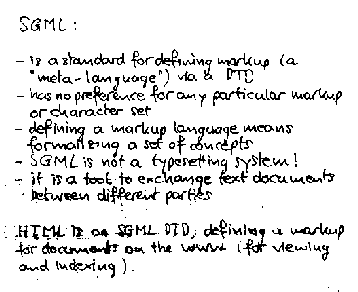 SGML:
- is a standard for defining markup (a
"meta-language") via a DTD
- has no preference for any particular markup
or character set
- defining a markup language means
formalizing a set of concepts
- SGML is not a typesetting system!
- it is a tool to exchange text documents
between different parties
HTML is an SGML DTD, defining a markup
for documents on the WWW (for viewing
and indexing).